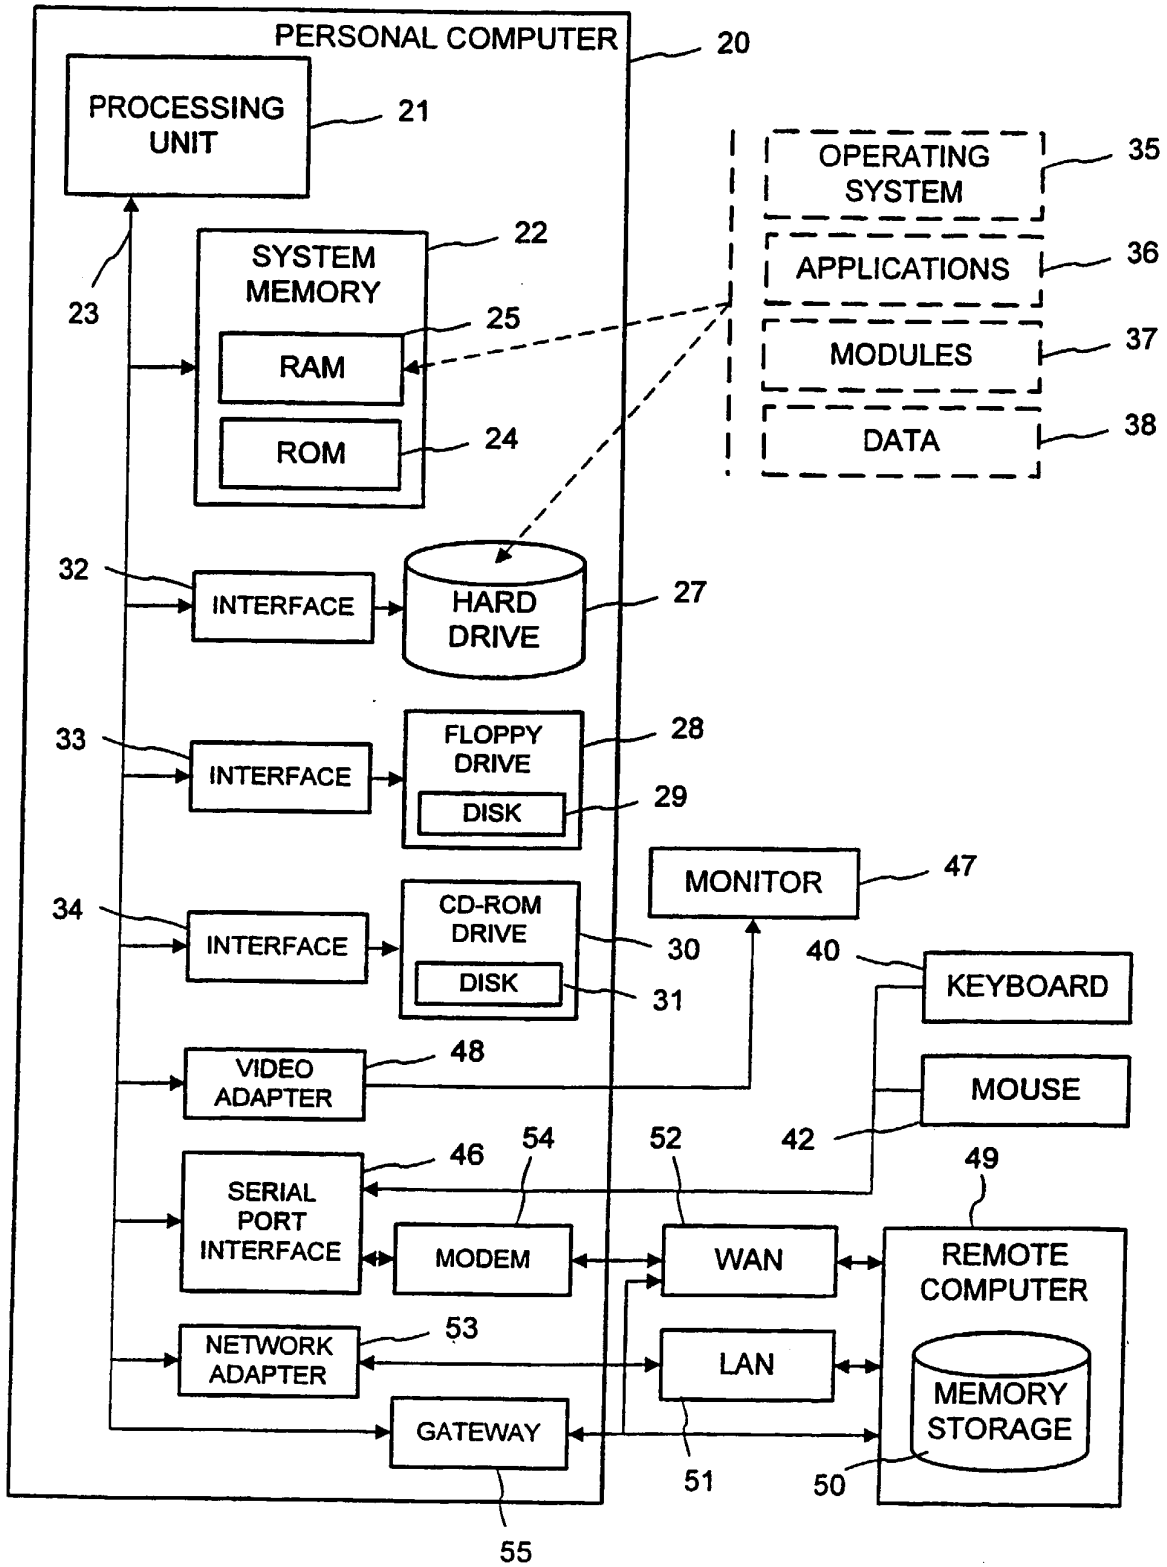 PERSONAL COMPUTER
20
PROCESSING
UNIT
21
23
SYSTEM
MEMORY
22
RAM
25
ROM
24
OPERATING
SYSTEM
35
APPLICATIONS
36
MODULES
37
DATA
38
32
INTERFACE
HARD
DRIVE
27
33
INTERFACE
FLOPPY
DRIVE
28
DISK
29
34
INTERFACE
CD-ROM
DRIVE
30
DISK
31
MONITOR
47
40
KEYBOARD
MOUSE
42
VIDEO
ADAPTER
48
SERIAL
PORT
INTERFACE
46
54
MODEM
52
WAN
49
REMOTE
COMPUTER
MEMORY
STORAGE
50
NETWORK
ADAPTER
53
LAN
51
GATEWAY
55